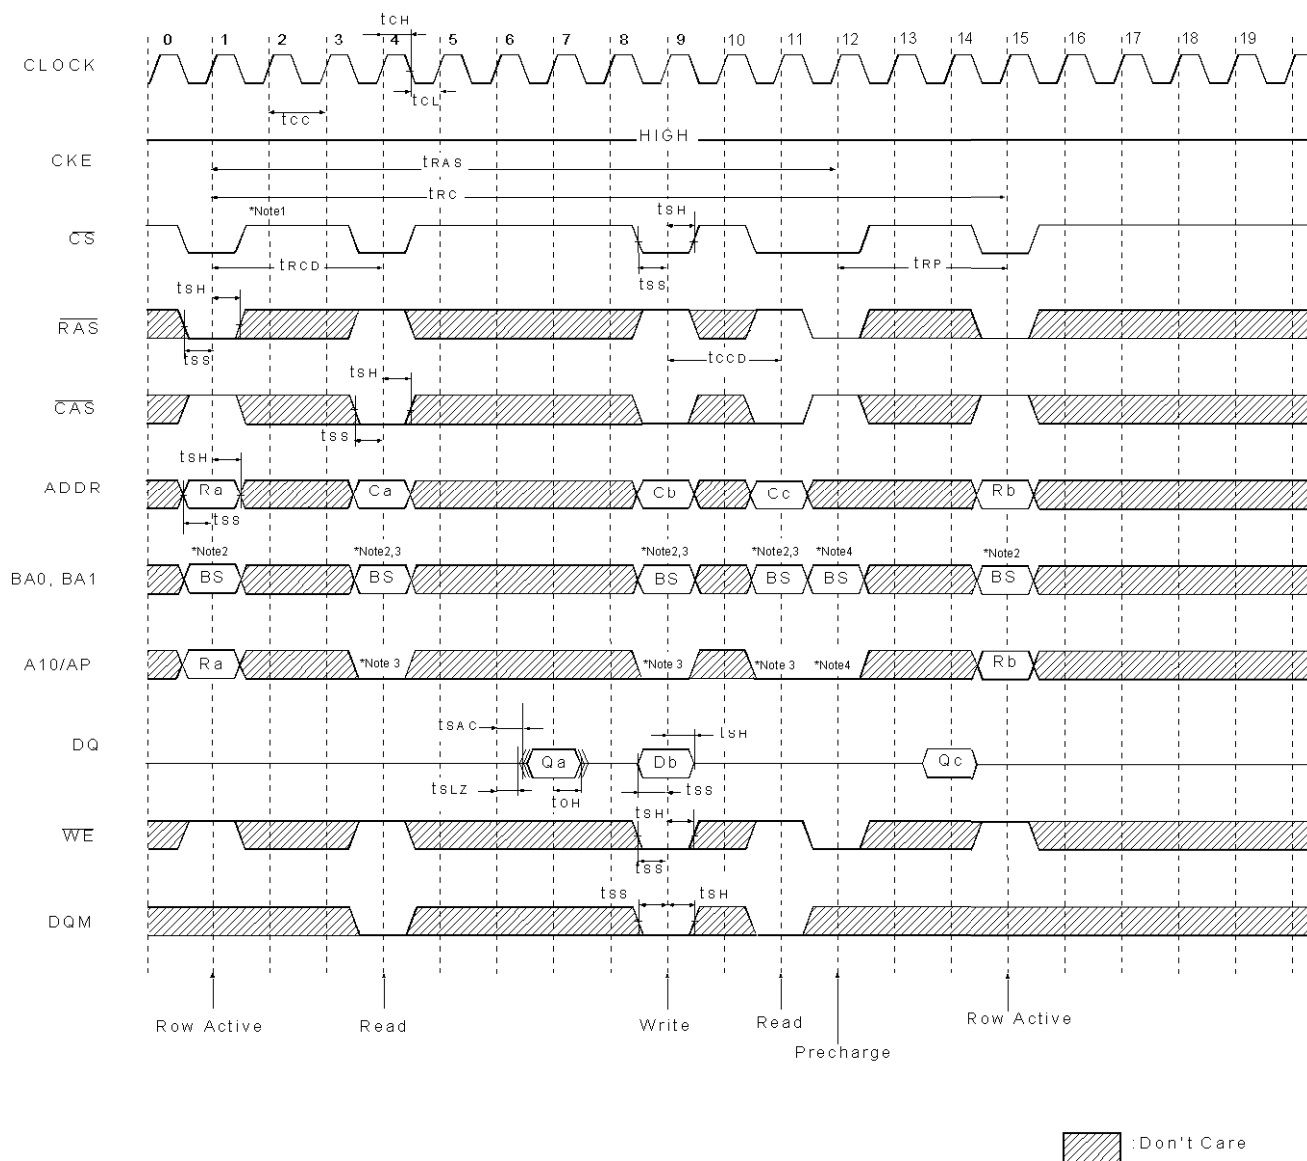 tCH
0 1 2 3 4 5 6 7 8 9 10 11 12 13 14 15 16 17 18 19
CLOCK
tCL
tCC
HIGH
CKE
tRAS
tRC
*Note1 tSH
CS
tRCD tRP
tSS
tSH
RAS
tSS tCCD
tSH
CAS
tSS
tSH
ADDR Ra Ca Cb Cc Rb
tSS
*Note2 *Note2,3 *Note2,3 *Note2,3 *Note4 *Note2
BA0, BA1 BS BS BS BS BS BS
A10/AP Ra *Note 3 *Note 3 *Note 3 *Note4 Rb
tSAC tSH
DQ
Qa Db Qc
tSLZ tOH tSS
tSH
WE
tSS
tSS tSH
DQM
Row Active Read Write Read Row Active
Precharge
:Don't Care